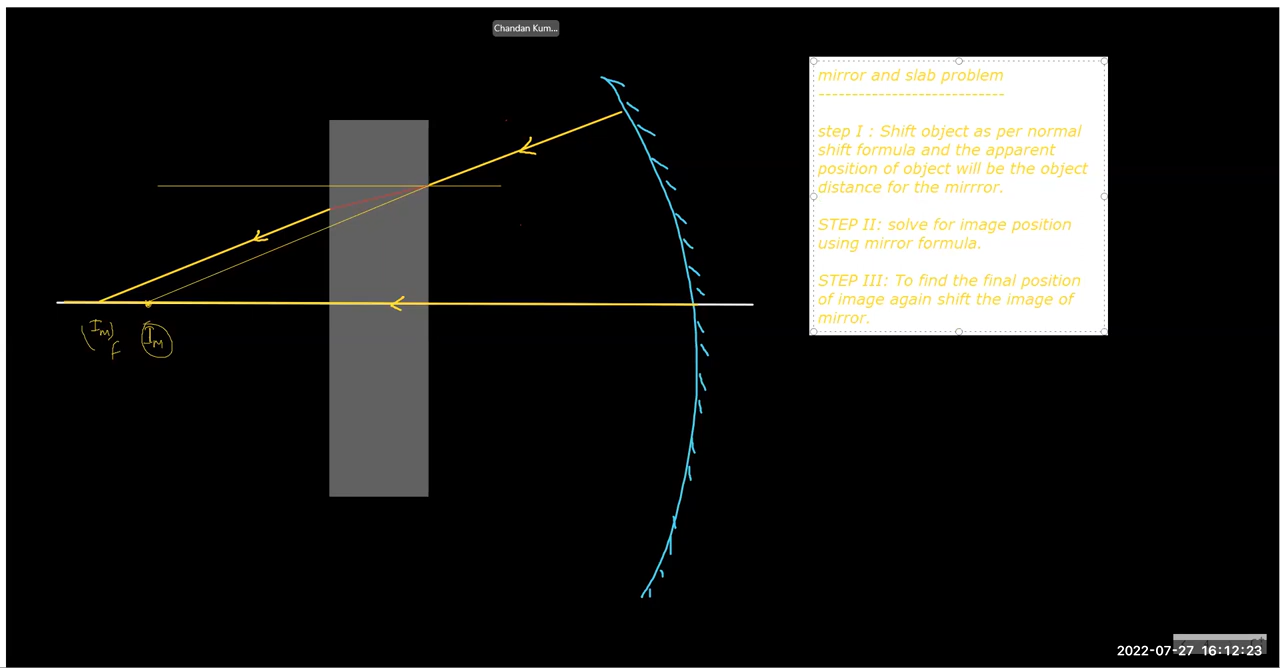 Chandan Kum...
mirror and slab problem
----------------------------
step I : Shift object as per normal
shift formula and the apparent
position of object will be the object
distance for the mirrror.
STEP II: solve for image position
using mirror formula.
STEP III: To find the final position
of image again shift the image of
mirror.
(Im)f Im
2022-07-27 16:12:23